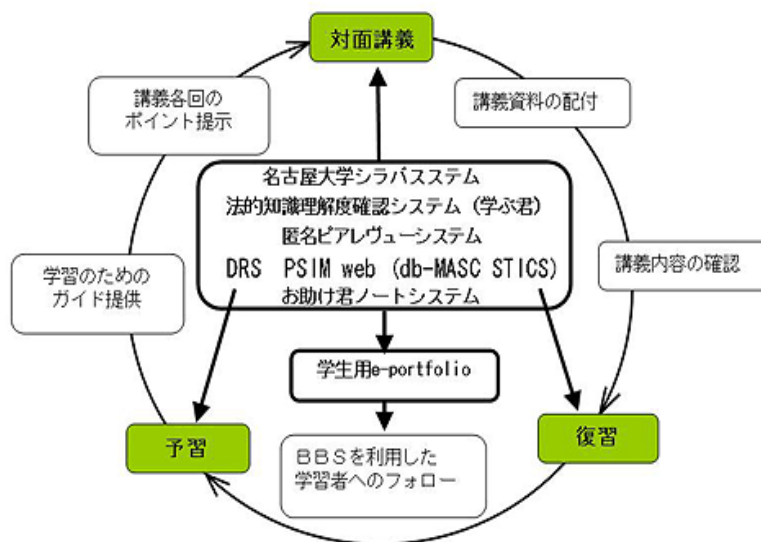 対面講義
講義各回の
ポイント提示
講義資料の配付
名古屋大学シラバスステム
法的知識理解度確認システム（学ぶ君）
匿名ピアレヴューシステム
DRS PSIM web (db-MASC STICS)
お助け君ノートシステム
学習のための
ガイド提供
講義内容の確認
学生用e-portfolio
予習
復習
ＢＢＳを利用した
学習者へのフォロー